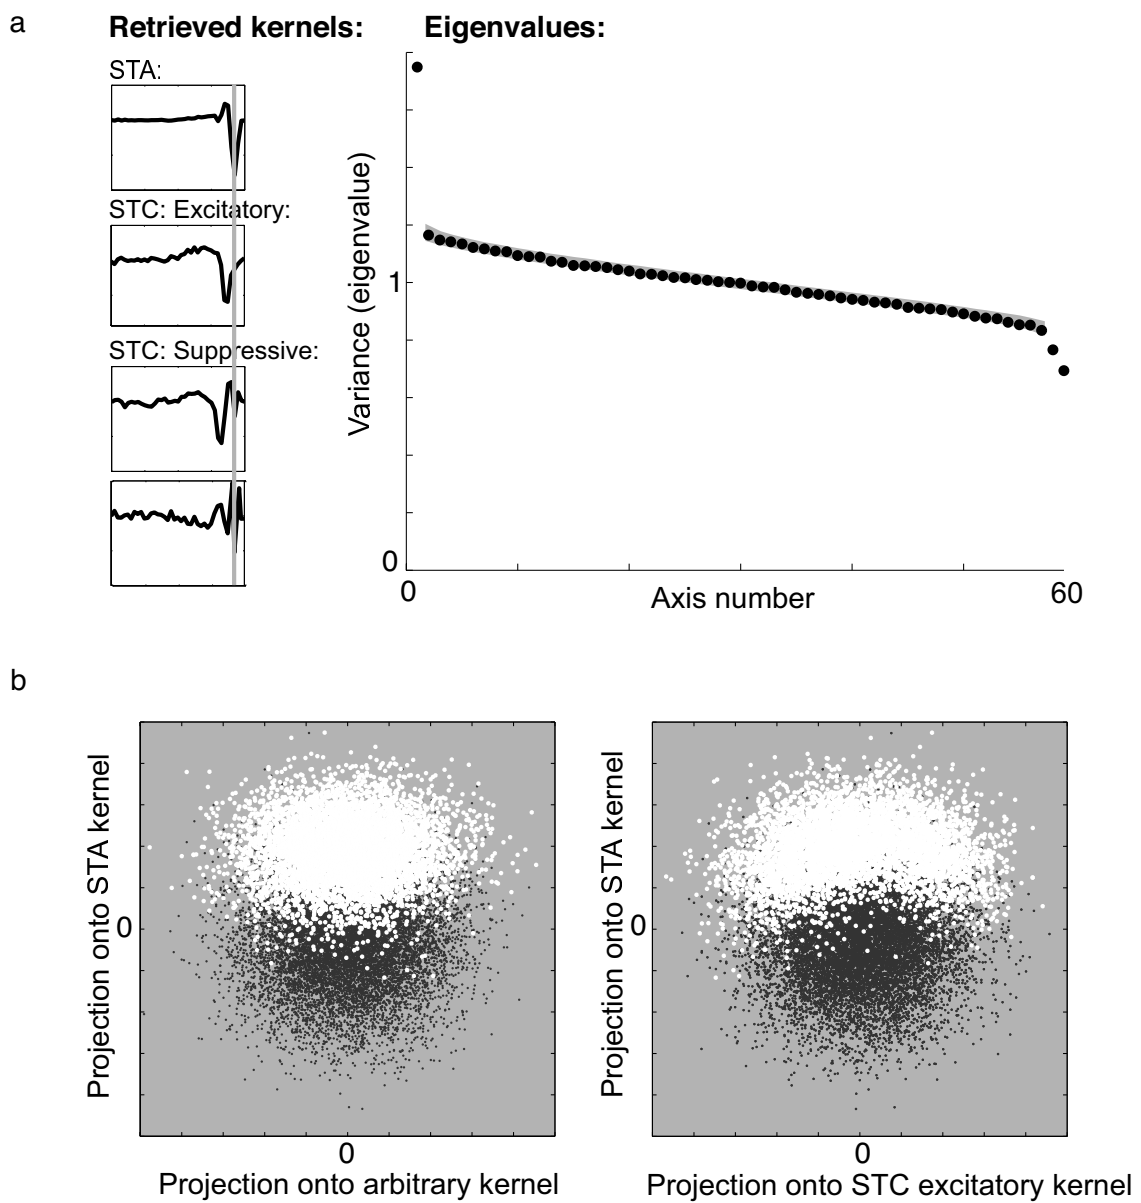 a
Retrieved kernels:
Eigenvalues:
STA:
STC: Excitatory:
STC: Suppressive:
Variance (eigenvalue)
1
0
0
Axis number
60
b
Projection onto STA kernel
0
0
Projection onto arbitrary kernel
Projection onto STA kernel
0
0
Projection onto STC excitatory kernel